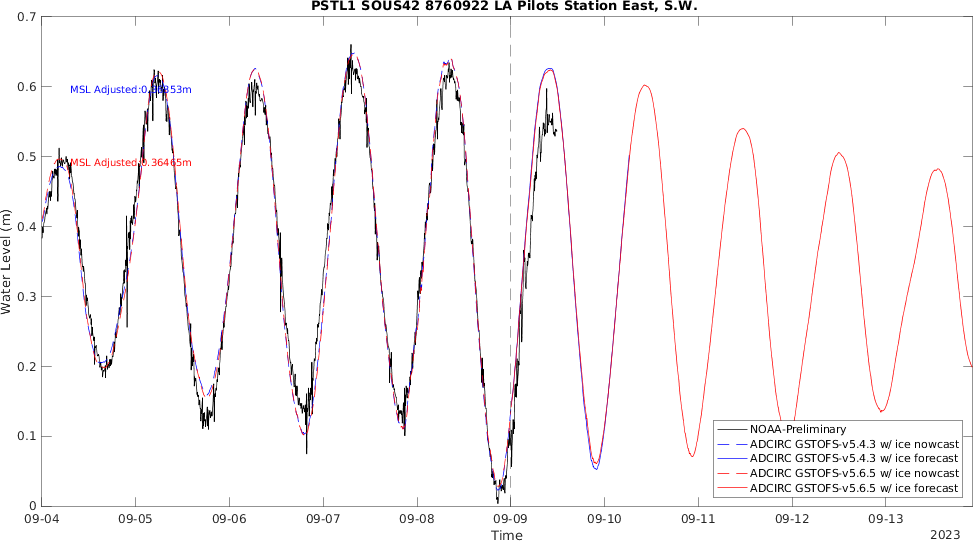 PSTL1 SOUS42 8760922 LA Pilots Station East, S.W.
Water Level (m)
0.7
0.6
0.5
0.4
0.3
0.2
0.1
0
MSL Adjusted:
MSL Adjusted:0.36465m
NOAA-Preliminary
ADCIRC GSTOFS-v5.4.3 w/ ice nowcast
ADCIRC GSTOFS-v5.4.3 w/ ice forecast
ADCIRC GSTOFS-v5.6.5 w/ ice nowcast
ADCIRC GSTOFS-v5.6.5 w/ ice forecast
09-04 09-05 09-06 09-07 09-08 09-09 09-10 09-11 09-12 09-13
Time
2023